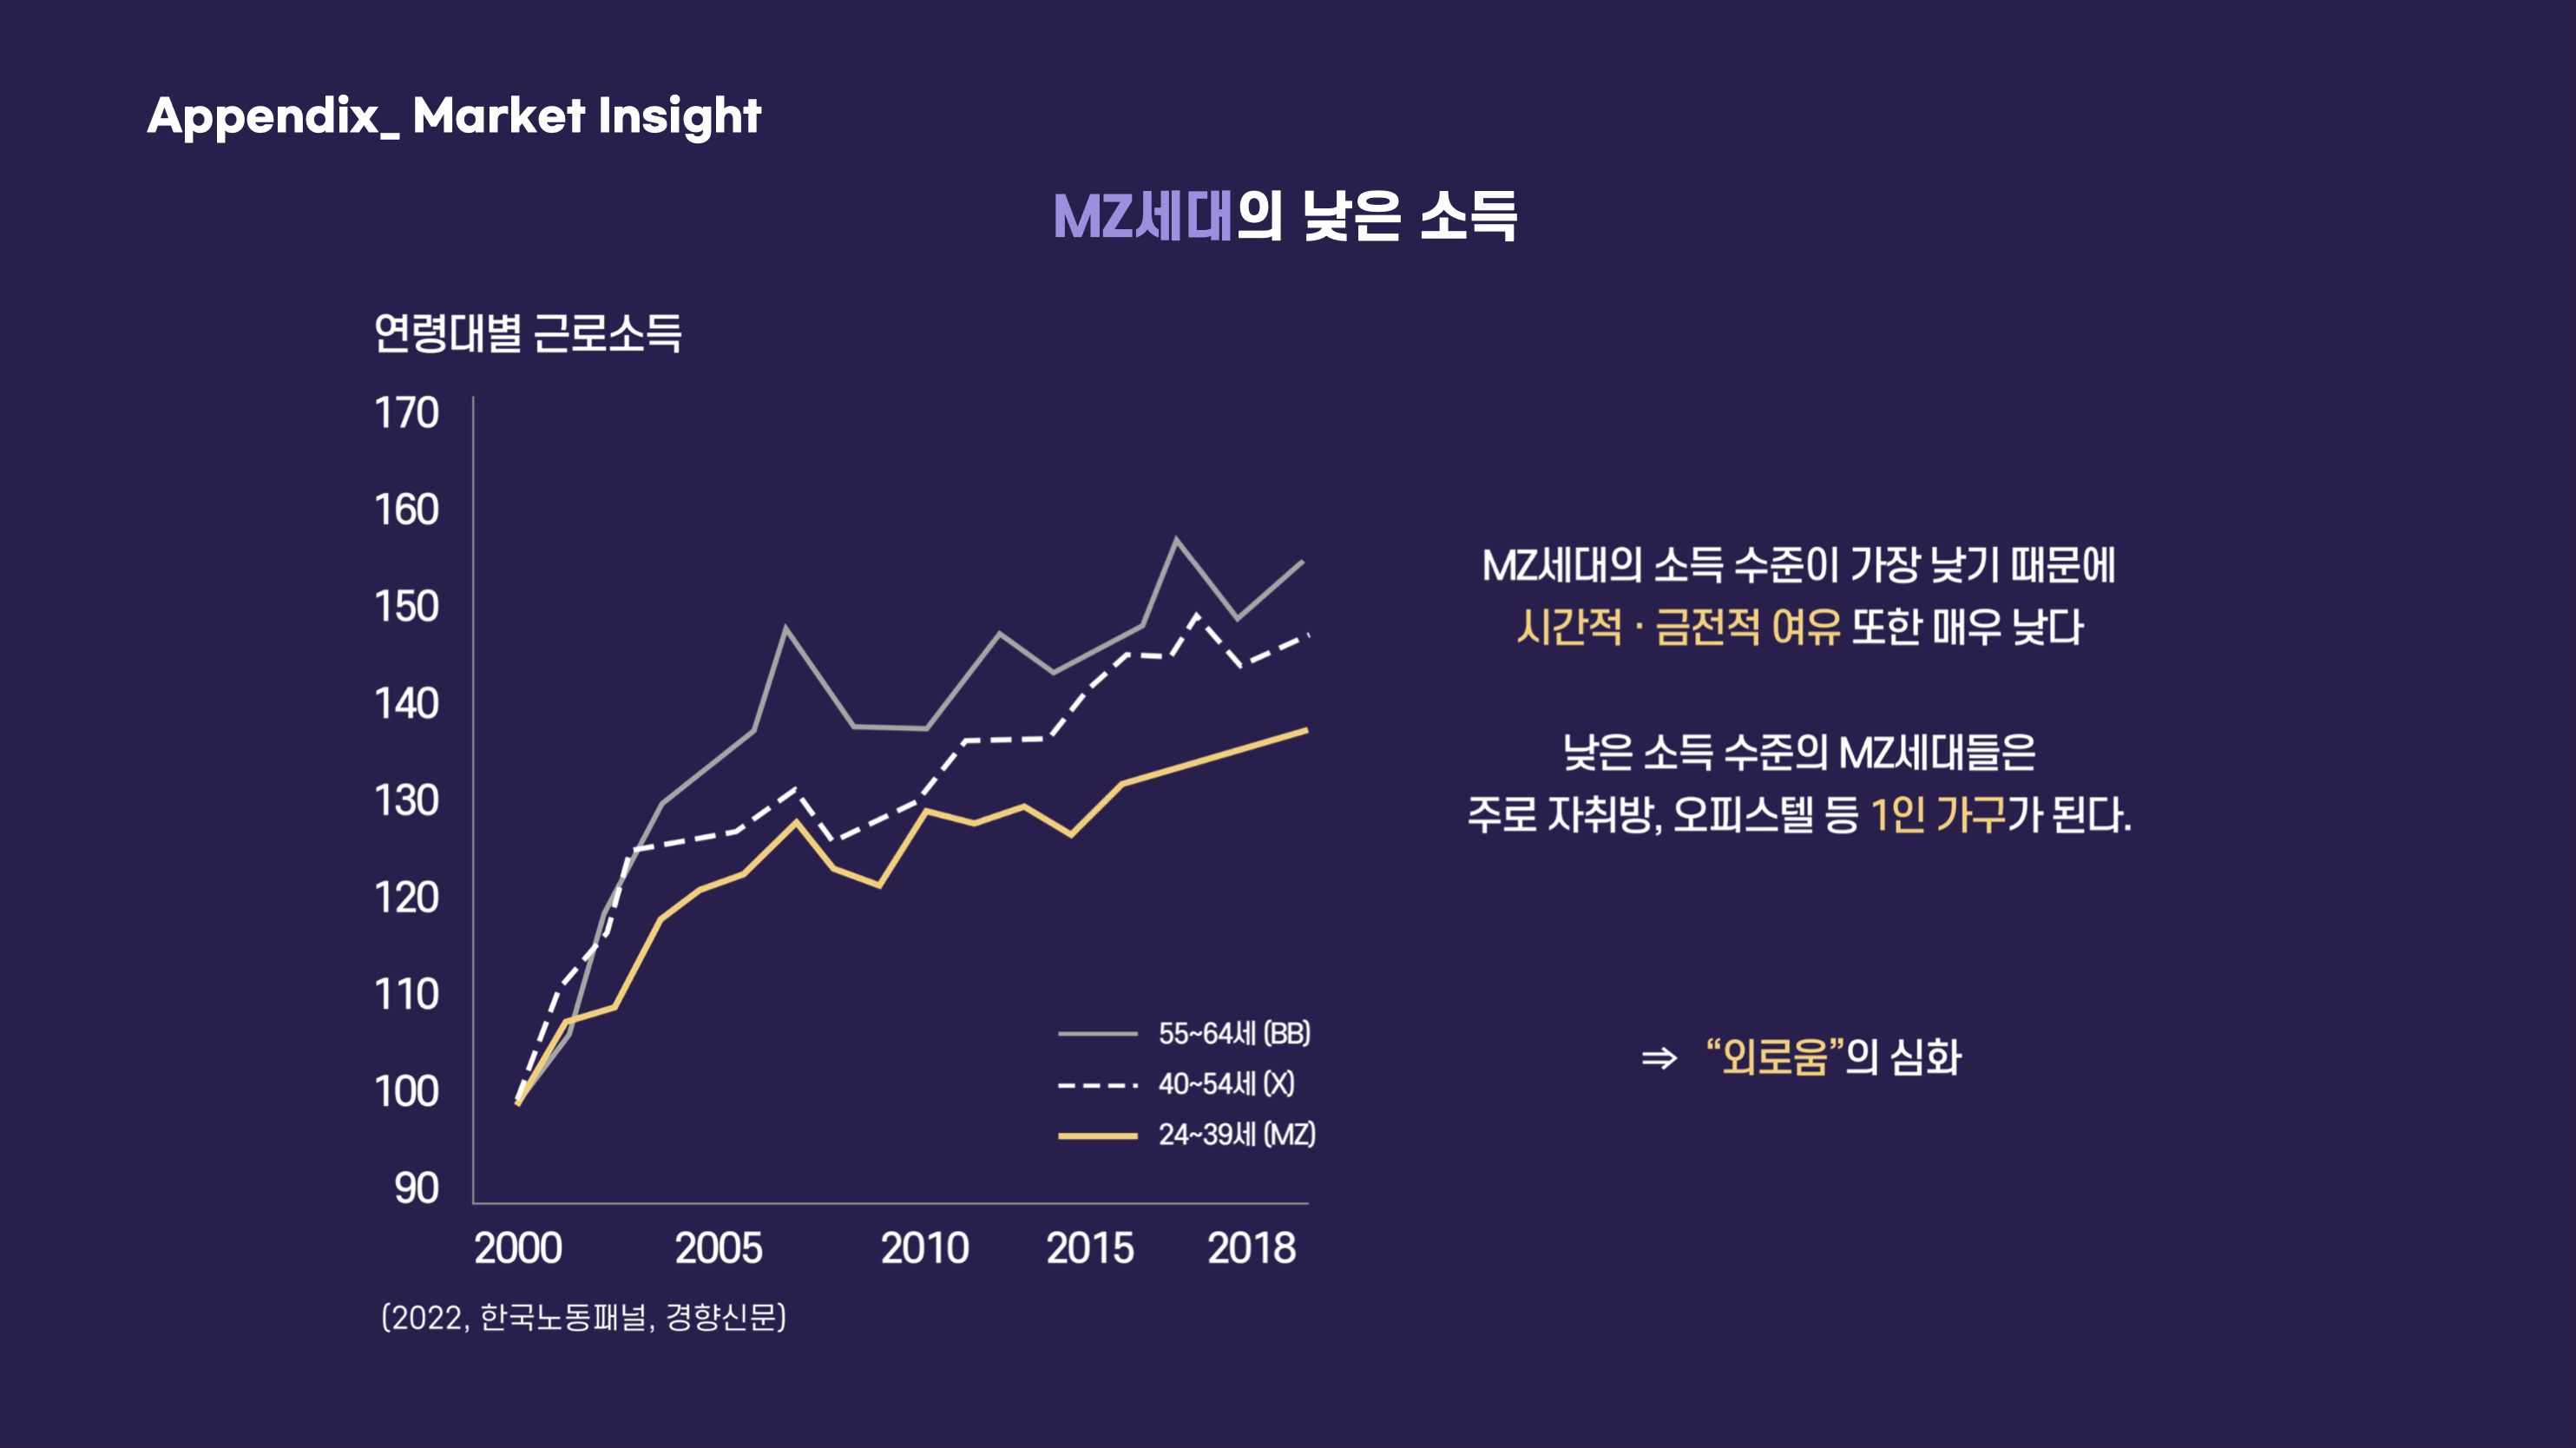 Appendix_ Market Insight
MZ세대의 낮은 소득
연령대별 근로소득
170
160
150
140
130
120
110
100
90
2000 2005 2010 2015 2018
55~64세 (BB)
40~54세 (X)
24~39세 (MZ)
(2022, 한국노동패널, 경향신문)
MZ세대의 소득 수준이 가장 낮기 때문에
시간적 · 금전적 여유 또한 매우 낮다
낮은 소득 수준의 MZ세대들은
주로 자취방, 오피스텔 등 1인 가구가 된다.
⇒ “외로움”의 심화